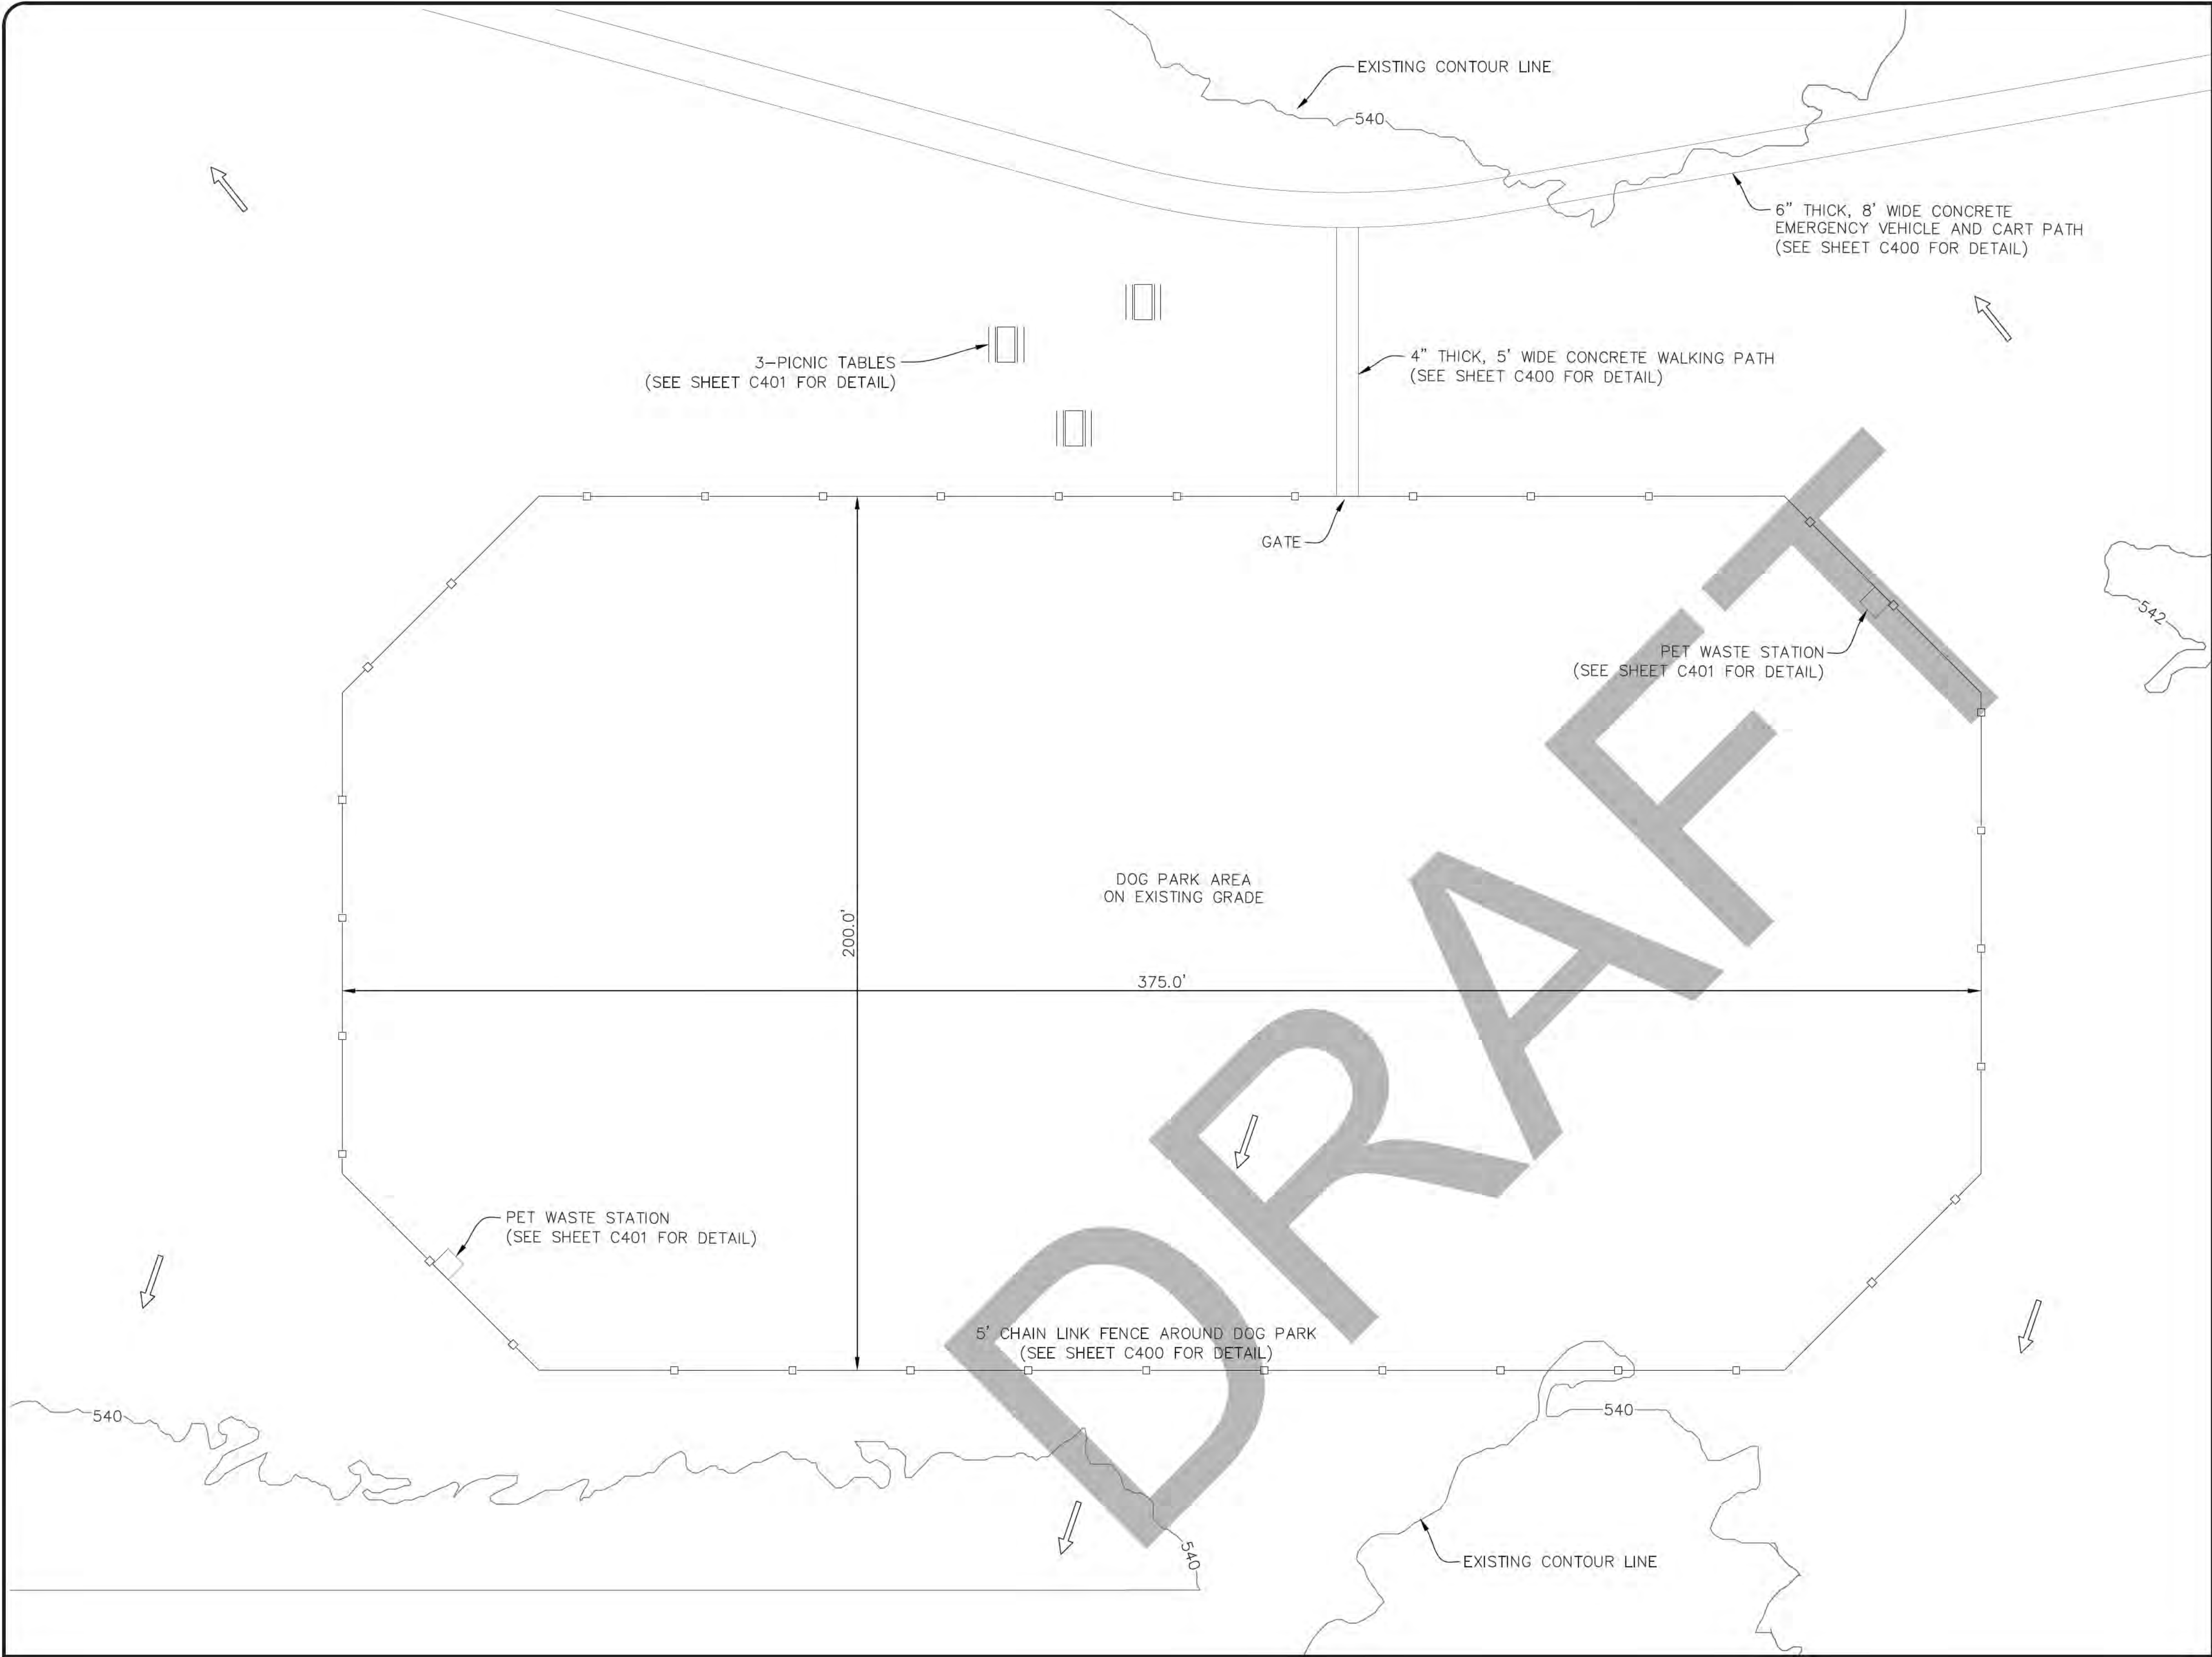 EXISTING CONTOUR LINE
540
6" THICK, 8' WIDE CONCRETE
EMERGENCY VEHICLE AND CART PATH
(SEE SHEET C400 FOR DETAIL)
3-PICNIC TABLES
(SEE SHEET C401 FOR DETAIL)
4" THICK, 5' WIDE CONCRETE WALKING PATH
(SEE SHEET C400 FOR DETAIL)
GATE
542
PET WASTE STATION
(SEE SHEET C401 FOR DETAIL)
DOG PARK AREA
ON EXISTING GRADE
200.0'
375.0'
DRAFT
PET WASTE STATION
(SEE SHEET C401 FOR DETAIL)
5' CHAIN LINK FENCE AROUND DOG PARK
(SEE SHEET C400 FOR DETAIL)
540
540
540
EXISTING CONTOUR LINE